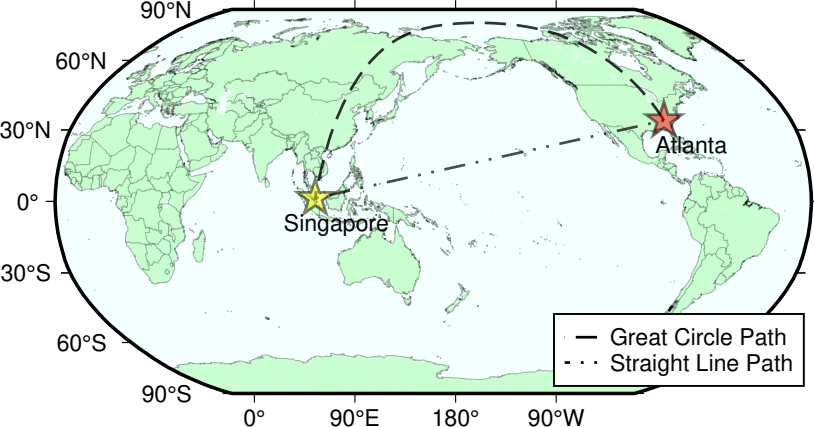 90°N
60°N
30°N
Atlanta
0°
Singapore
30°S
60°S
Great Circle Path
Straight Line Path
90°S
0° 90°E 180° 90°W